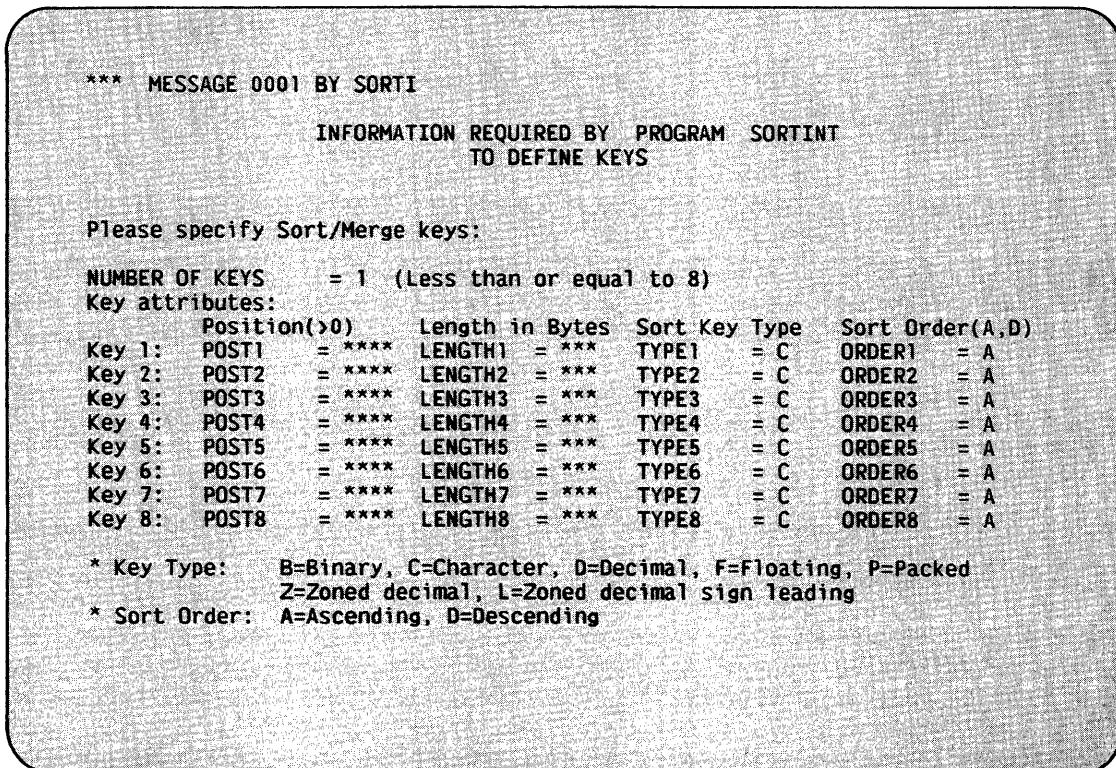 *** MESSAGE 0001 BY SORTI
INFORMATION REQUIRED BY PROGRAM SORTINT
TO DEFINE KEYS
Please specify Sort/Merge keys:
NUMBER OF KEYS = 1 (Less than or equal to 8)
Key attributes:
Position(>0) Length in Bytes Sort Key Type Sort Order(A,D)
Key 1: POST1 = **** LENGTH1 = *** TYPE1 = C ORDER1 = A
Key 2: POST2 = **** LENGTH2 = *** TYPE2 = C ORDER2 = A
Key 3: POST3 = **** LENGTH3 = *** TYPE3 = C ORDER3 = A
Key 4: POST4 = **** LENGTH4 = *** TYPE4 = C ORDER4 = A
Key 5: POST5 = **** LENGTH5 = *** TYPE5 = C ORDER5 = A
Key 6: POST6 = **** LENGTH6 = *** TYPE6 = C ORDER6 = A
Key 7: POST7 = **** LENGTH7 = *** TYPE7 = C ORDER7 = A
Key 8: POST8 = **** LENGTH8 = *** TYPE8 = C ORDER8 = A
* Key Type: B=Binary, C=Character, D=Decimal, F=Floating, P=Packed
Z=Zoned decimal, L=Zoned decimal sign leading
* Sort Order: A=Ascending, D=Descending